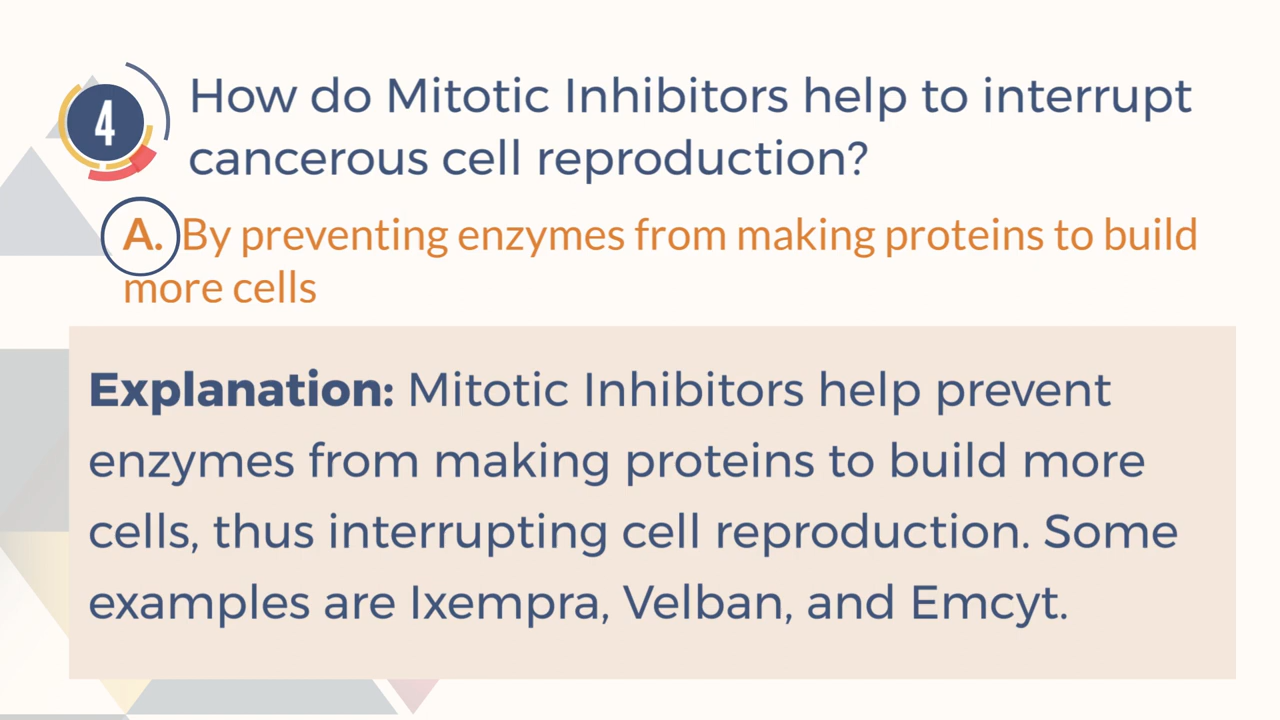 4
How do Mitotic Inhibitors help to interrupt
cancerous cell reproduction?
A. By preventing enzymes from making proteins to build
more cells
Explanation: Mitotic Inhibitors help prevent
enzymes from making proteins to build more
cells, thus interrupting cell reproduction. Some
examples are Ixempra, Velban, and Emcyt.